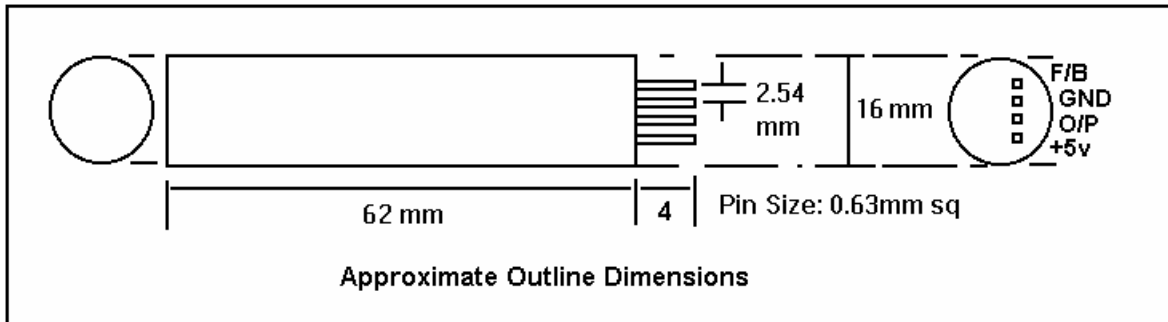 F/B
GND
O/P
+5v
2.54
mm
16 mm
62 mm
4
Pin Size: 0.63mm sq
Approximate Outline Dimensions